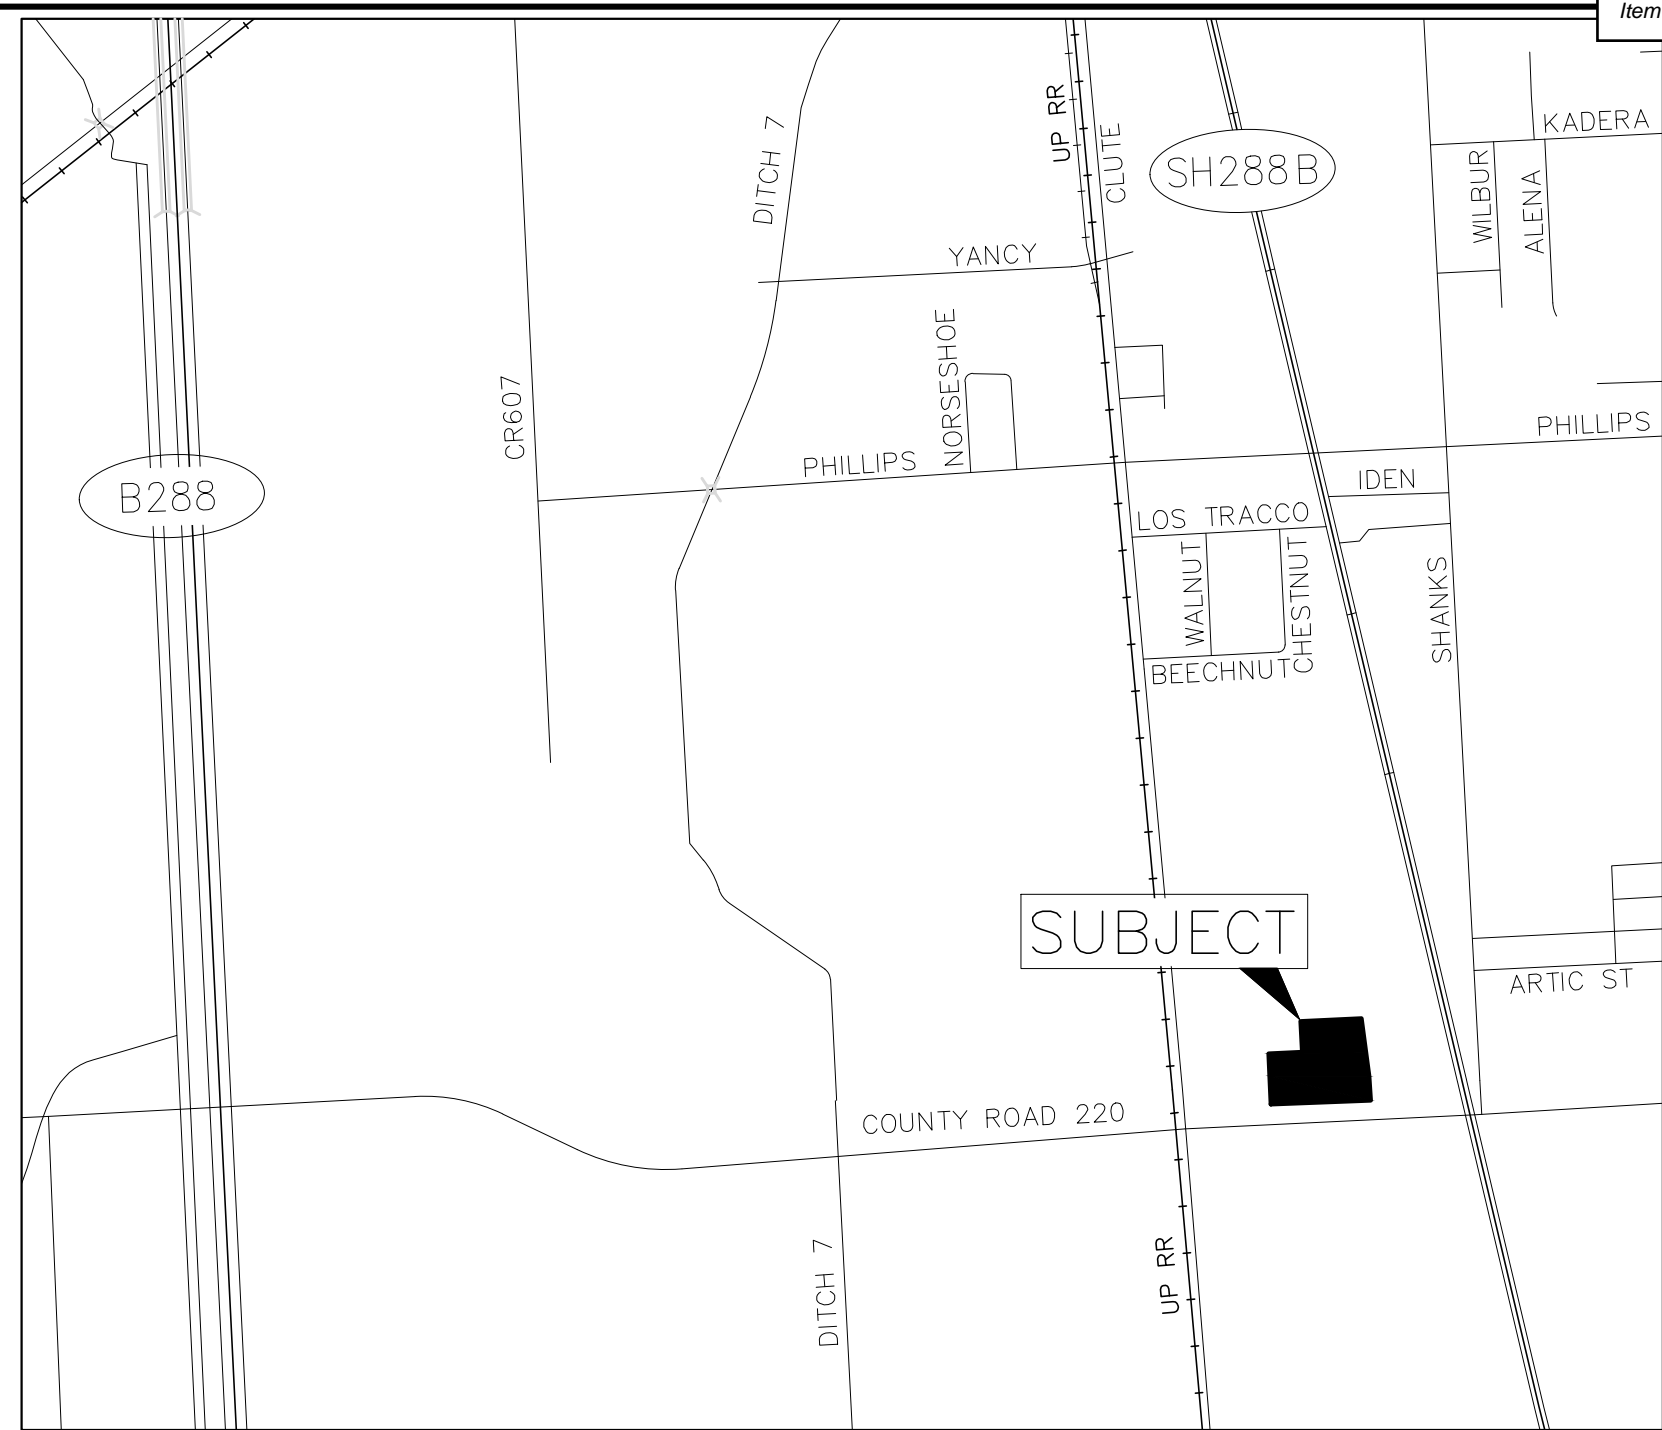 Item
KADERA
UP RR
CLUTE
DITCH 7
SH288B
WILBUR
ALENA
YANCY
NORSESHOE
CR607
PHILLIPS
PHILLIPS
IDEN
B288
LOS TRACCO
WALNUT
CHESTNUT
SHANKS
BEECHNUT
SUBJECT
ARTIC ST
COUNTY ROAD 220
DITCH 7
UP RR